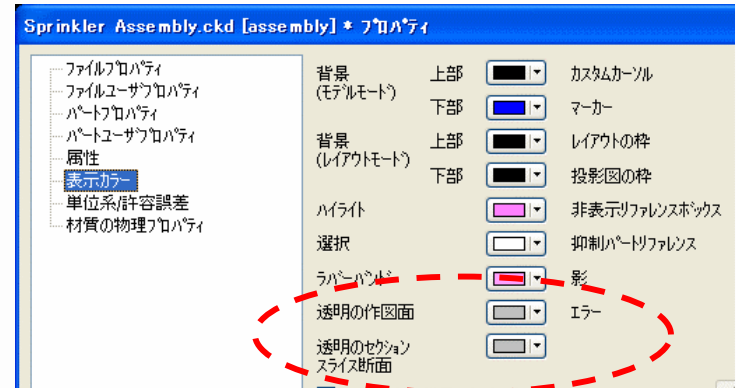 Sprinkler Assembly.ckd [assembly] * ﾌﾟﾛﾊﾟﾃｨ
ﾌｧｲﾙﾌﾟﾛﾊﾟﾃｨ
ﾌｧｲﾙﾕｰｻﾞﾌﾟﾛﾊﾟﾃｨ
ﾊﾟｰﾄﾌﾟﾛﾊﾟﾃｨ
ﾊﾟｰﾄﾕｰｻﾞﾌﾟﾛﾊﾟﾃｨ
属性
表示ｶﾗｰ
単位系/許容誤差
材質の物理ﾌﾟﾛﾊﾟﾃｨ
背景 上部 ｶｽﾀﾑｶｰｿﾙ
(ﾓﾃﾞﾙﾓｰﾄﾞ)
下部 ﾏｰｶｰ
背景 上部 ﾚｲｱｳﾄの枠
(ﾚｲｱｳﾄﾓｰﾄﾞ)
下部 投影図の枠
ﾊｲﾗｲﾄ 非表示ﾘﾌｧﾚﾝｽﾎﾞｯｸｽ
選択 抑制ﾊﾟｰﾄﾘﾌｧﾚﾝｽ
ﾗﾊﾞｰﾊﾞﾝﾄﾞ 影
透明の作図面 ｴﾗｰ
透明のｾｸｼｮﾝ
ｽﾗｲｽ断面